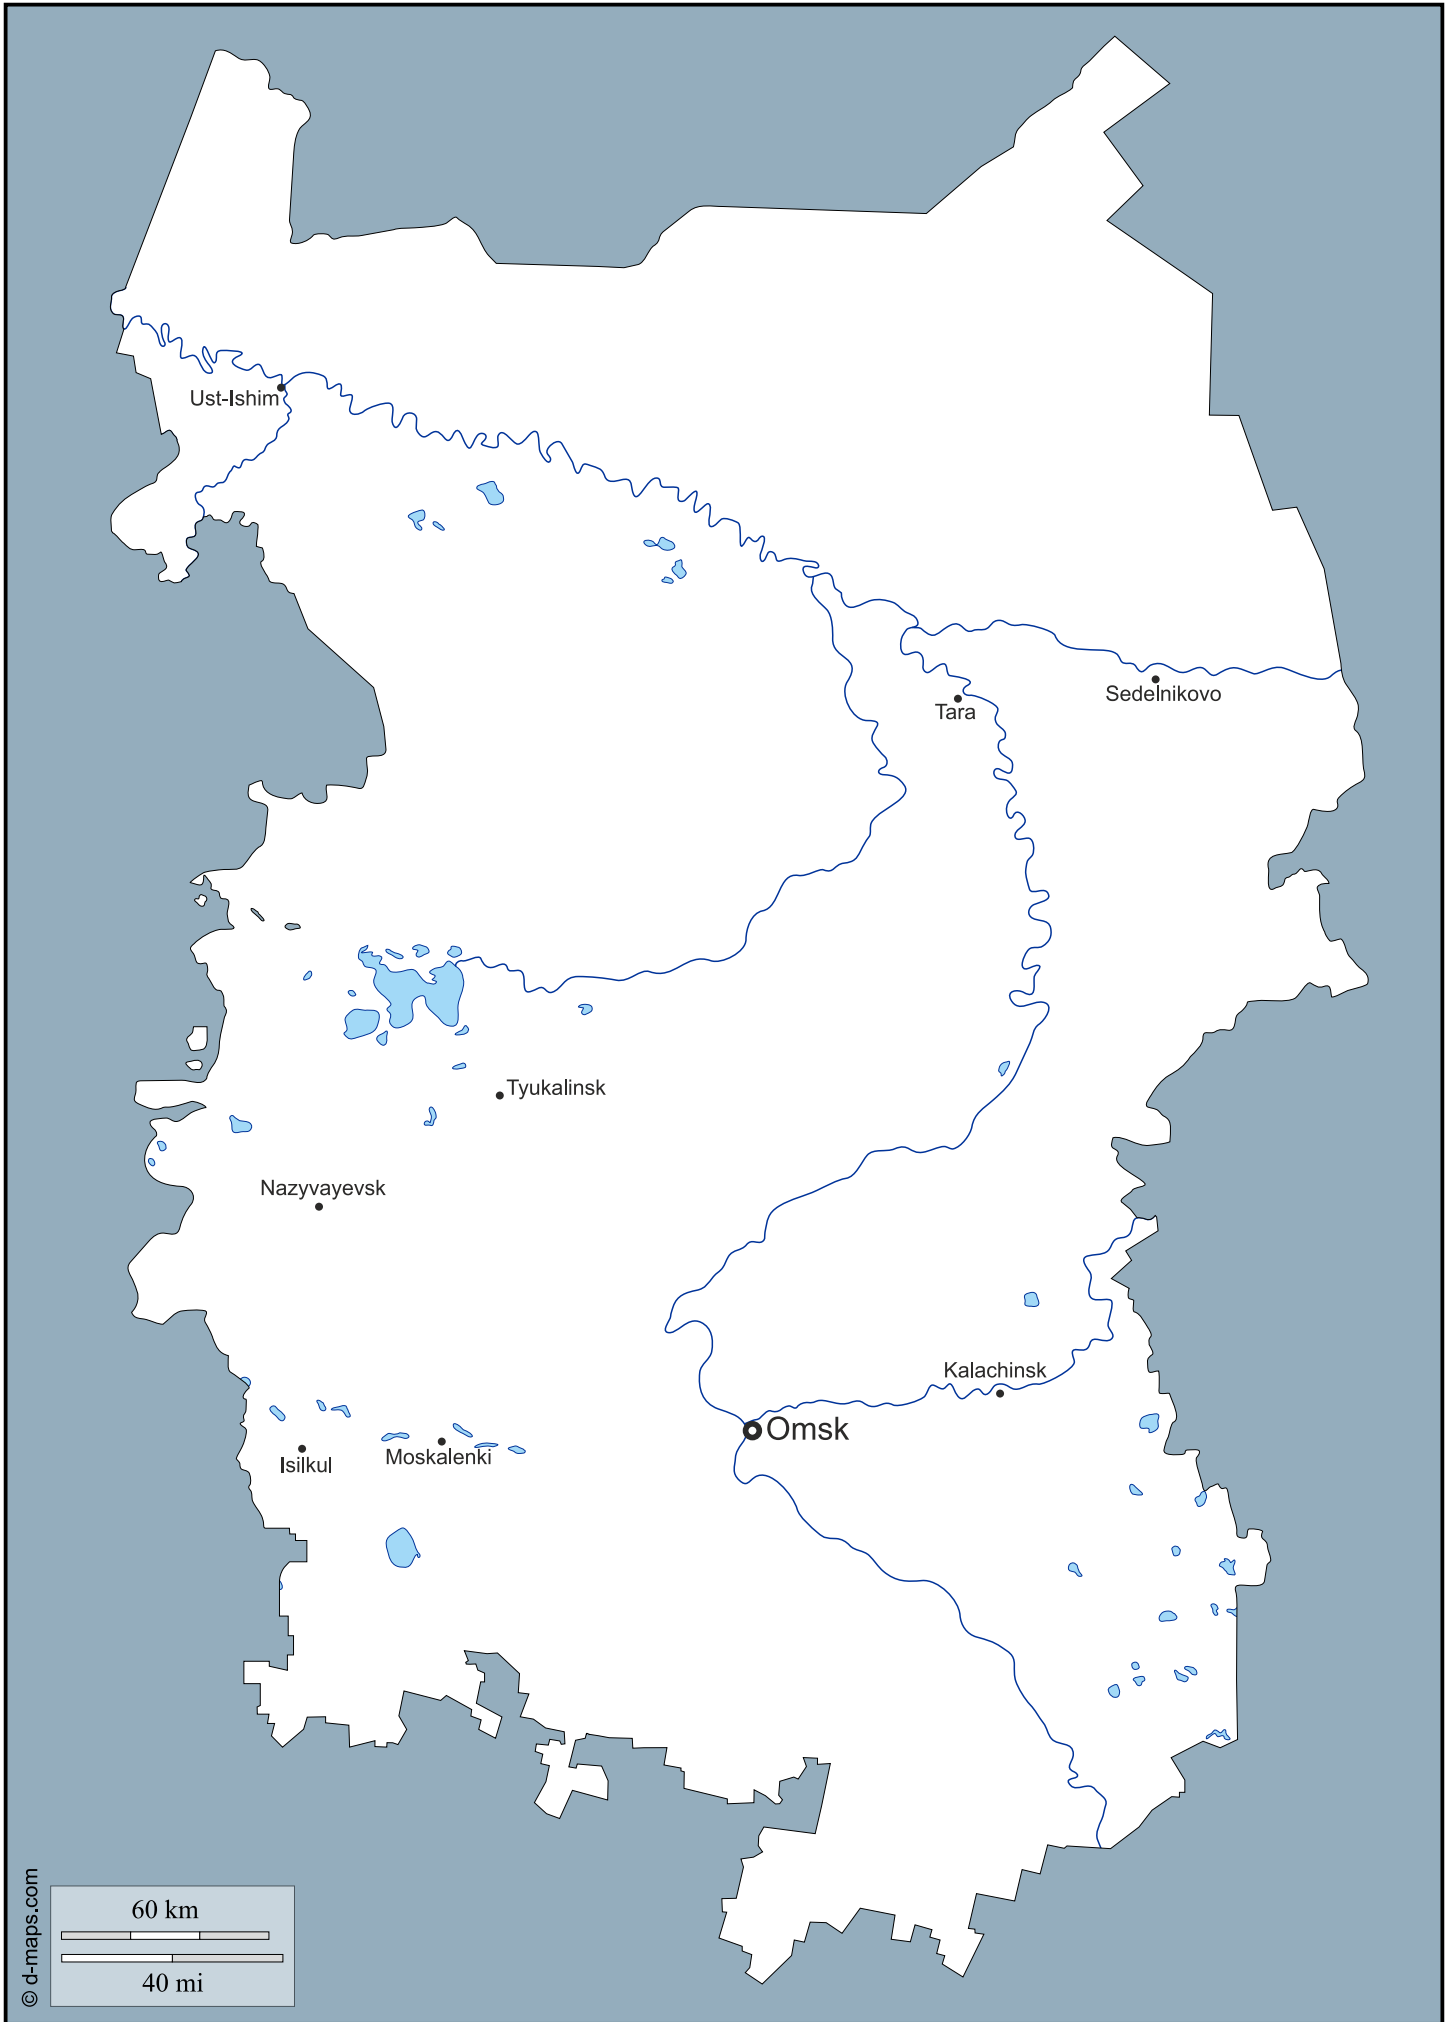 Ust-Ishim
Sedelnikovo
Tara
Tyukalinsk
Nazyvayevsk
Kalachinsk
Omsk
Isilkul
Moskalenki
60 km
40 mi
© d-maps.com